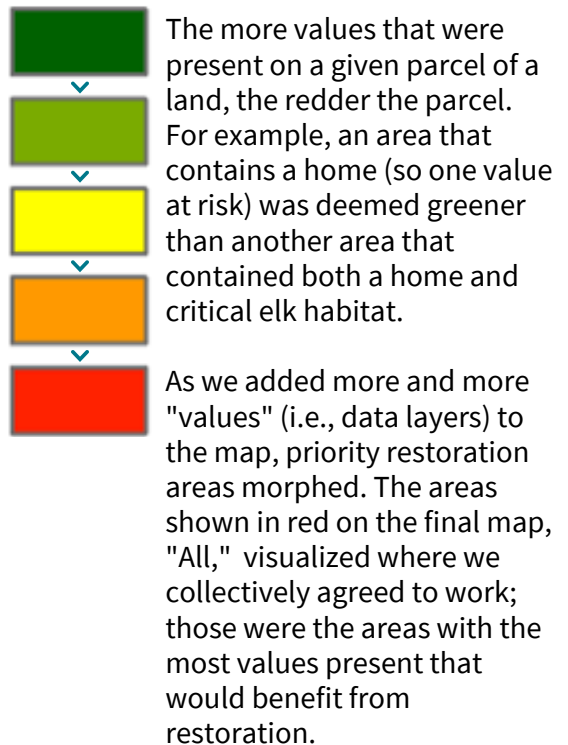 The more values that were
present on a given parcel of a
land, the redder the parcel.
For example, an area that
contains a home (so one value
at risk) was deemed greener
than another area that
contained both a home and
critical elk habitat.
As we added more and more
"values" (i.e., data layers) to
the map, priority restoration
areas morphed. The areas
shown in red on the final map,
"All,"  visualized where we
collectively agreed to work;
those were the areas with the
most values present that
would benefit from
restoration.